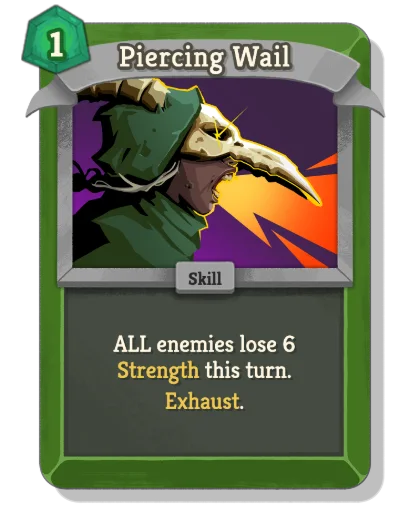 1
Piercing Wail
Skill
ALL enemies lose 6
Strength this turn.
Exhaust.